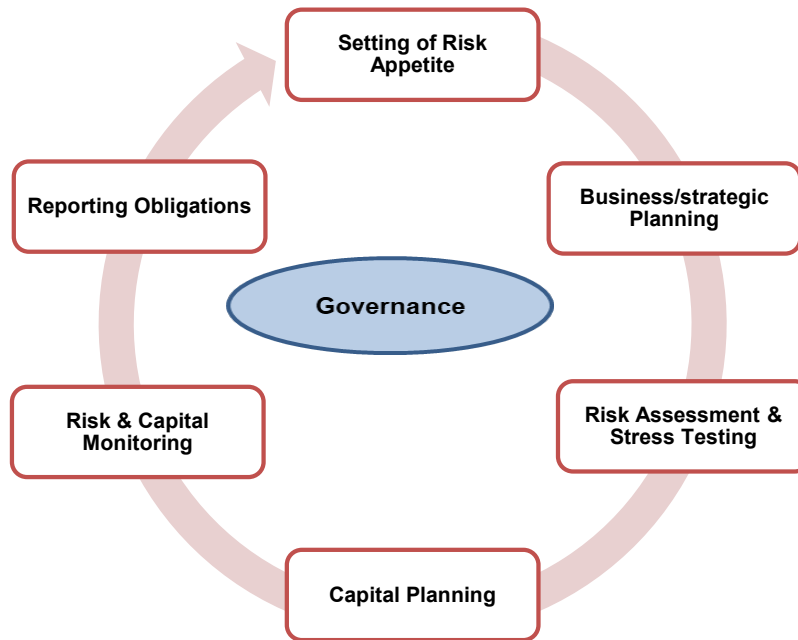 Setting of Risk
Appetite
Business/strategic
Planning
Risk Assessment &
Stress Testing
Capital Planning
Risk & Capital
Monitoring
Reporting Obligations
Governance